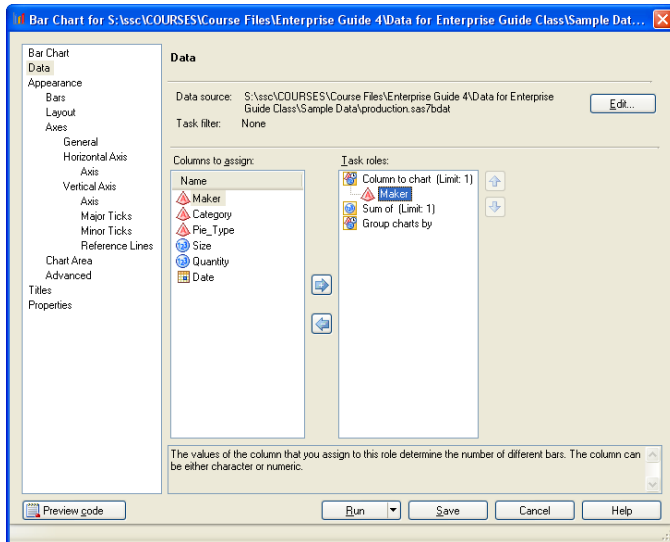 Bar Chart for S:\ssc\COURSES\Course Files\Enterprise Guide 4\Data for Enterprise Guide Class\Sample Dat...
Bar Chart
Data
Appearance
Bars
Layout
Axes
General
Horizontal Axis
Axis
Vertical Axis
Axis
Major Ticks
Minor Ticks
Reference Lines
Chart Area
Advanced
Titles
Properties
Data
Data source: S:\ssc\COURSES\Course Files\Enterprise Guide 4\Data for Enterprise
Guide Class\Sample Data\production.sas7bdat
Edit...
Task filter: None
Columns to assign:
Name
Maker
Category
Pie_Type
Size
Quantity
Date
Task roles:
Column to chart (Limit: 1)
Maker
Sum of (Limit: 1)
Group charts by
The values of the column that you assign to this role determine the number of different bars. The column can
be either character or numeric.
Preview code
Run
Save
Cancel
Help